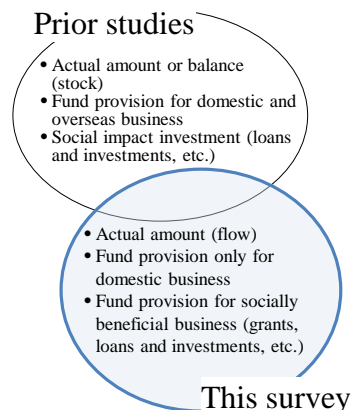 Prior studies
• Actual amount or balance
(stock)
• Fund provision for domestic and
overseas business
• Social impact investment (loans
and investments, etc.)
• Actual amount (flow)
• Fund provision only for
domestic business
• Fund provision for socially
beneficial business (grants,
loans and investments, etc.)
This survey